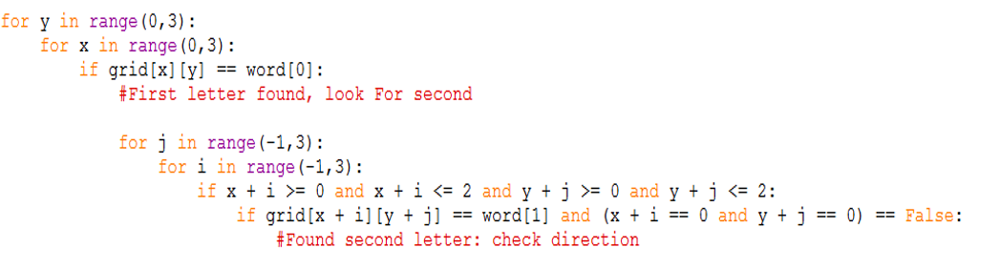 for y in range(0,3):
    for x in range(0,3):
        if grid[x][y] == word[0]:
            #First letter found, look For second

            for j in range(-1,3):
                for i in range(-1,3):
                    if x + i >= 0 and x + i <= 2 and y + j >= 0 and y + j <= 2:
                        if grid[x + i][y + j] == word[1] and (x + i == 0 and y + j == 0) == False:
                            #Found second letter: check direction